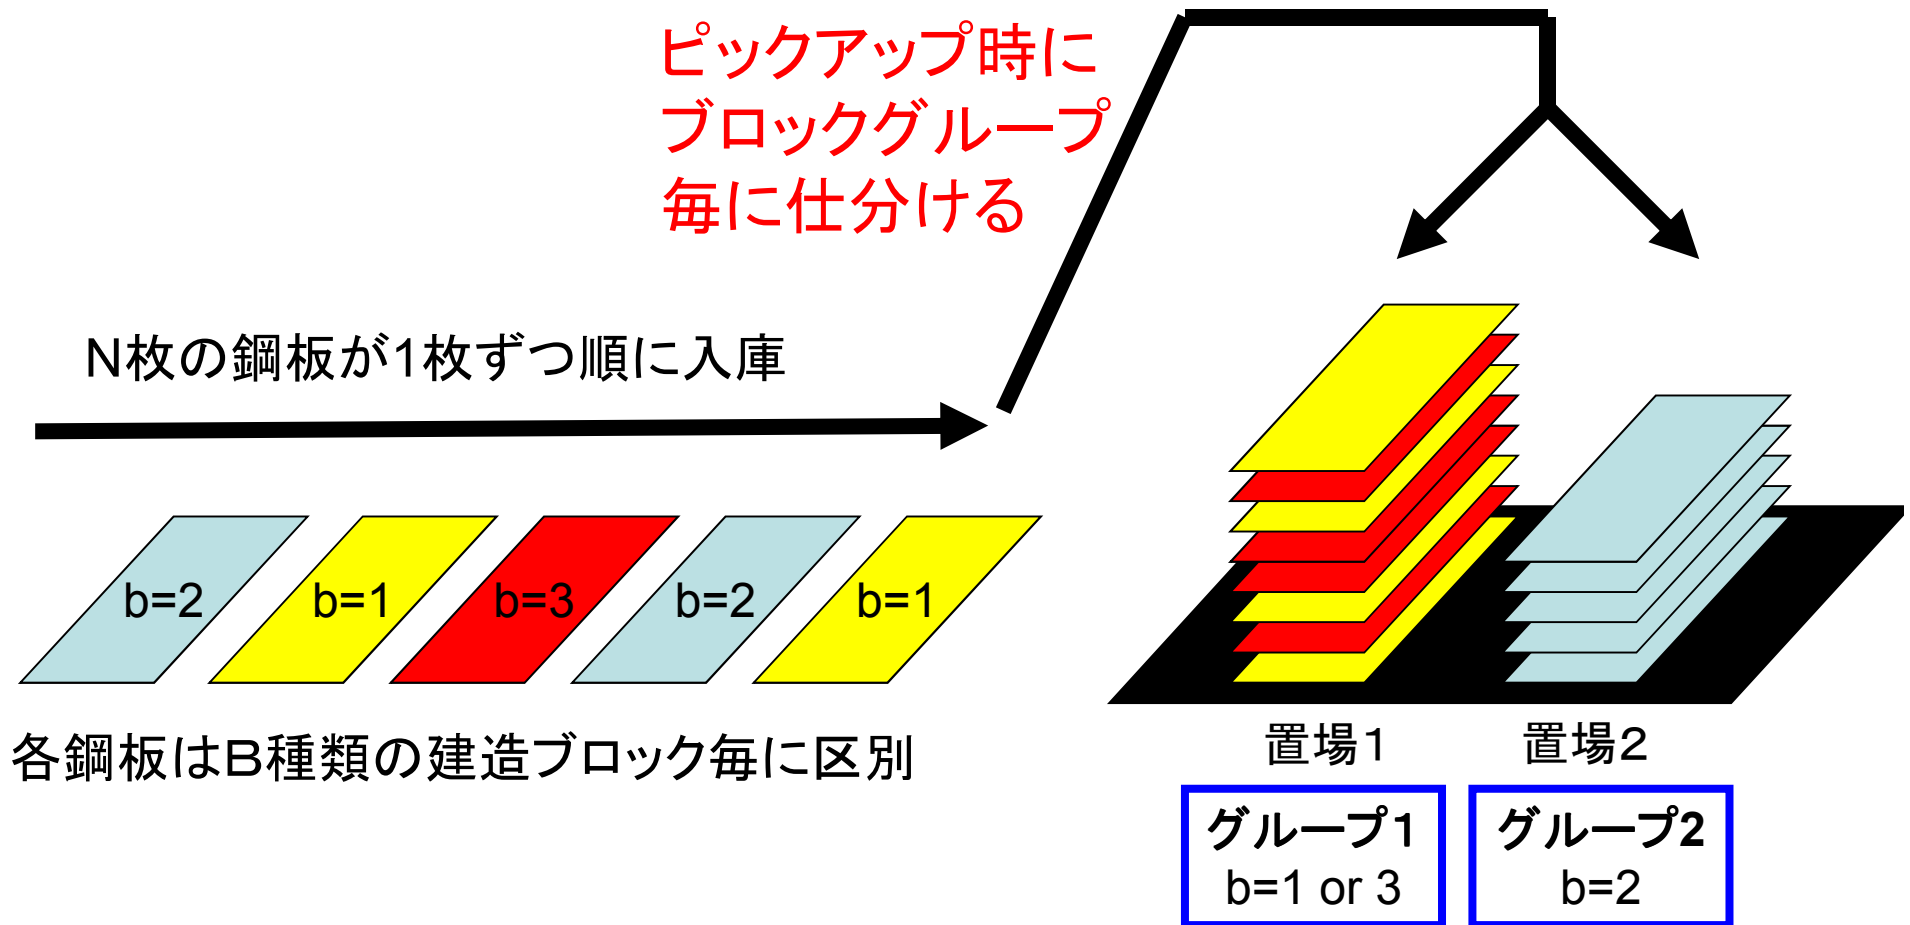 ピックアップ時に
ブロックグループ
毎に仕分ける
N枚の鋼板が1枚ずつ順に入庫
b=2
b=1
b=3
b=2
b=1
各鋼板はB種類の建造ブロック毎に区別
置場1
置場2
グループ1
b=1 or 3
グループ2
b=2